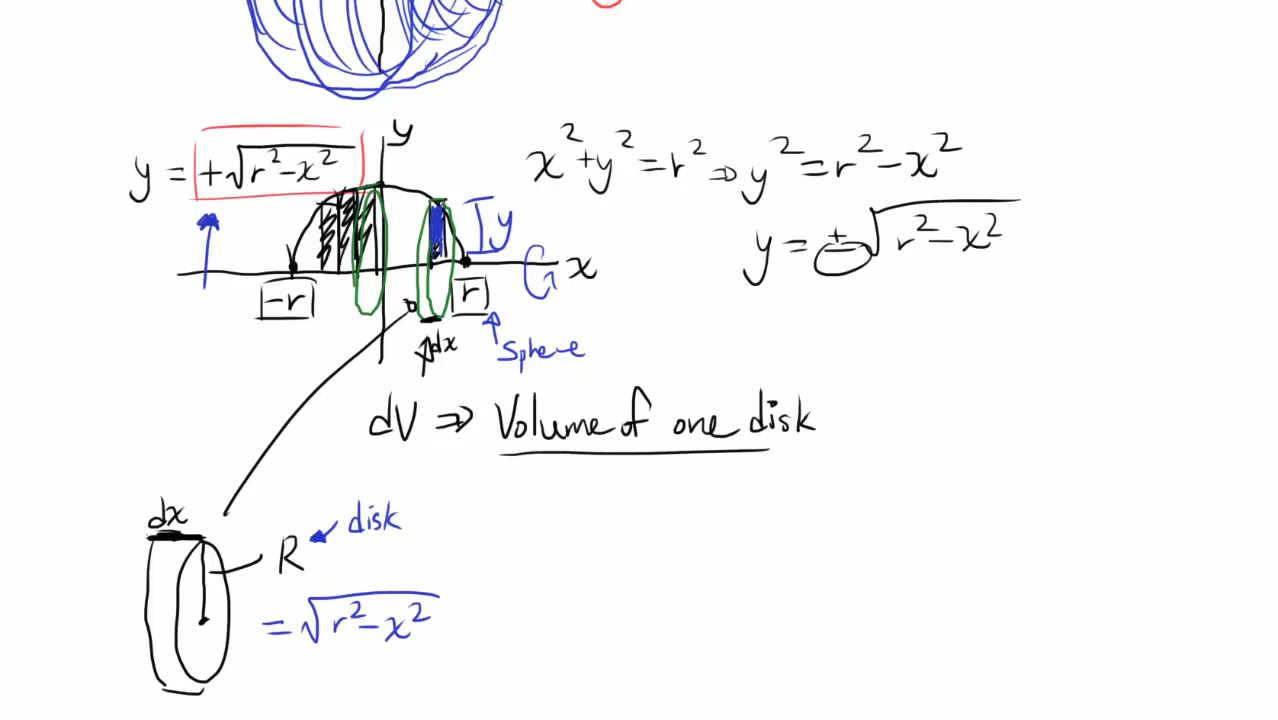 y
x² + y² = r² ⇒ y² = r² − x²
y = +√(r² − x²)
y = ±√(r² − x²)
y
x
−r
r
dx
Sphere
dV ⇒ Volume of one disk
dx
disk
R
= √(r² − x²)